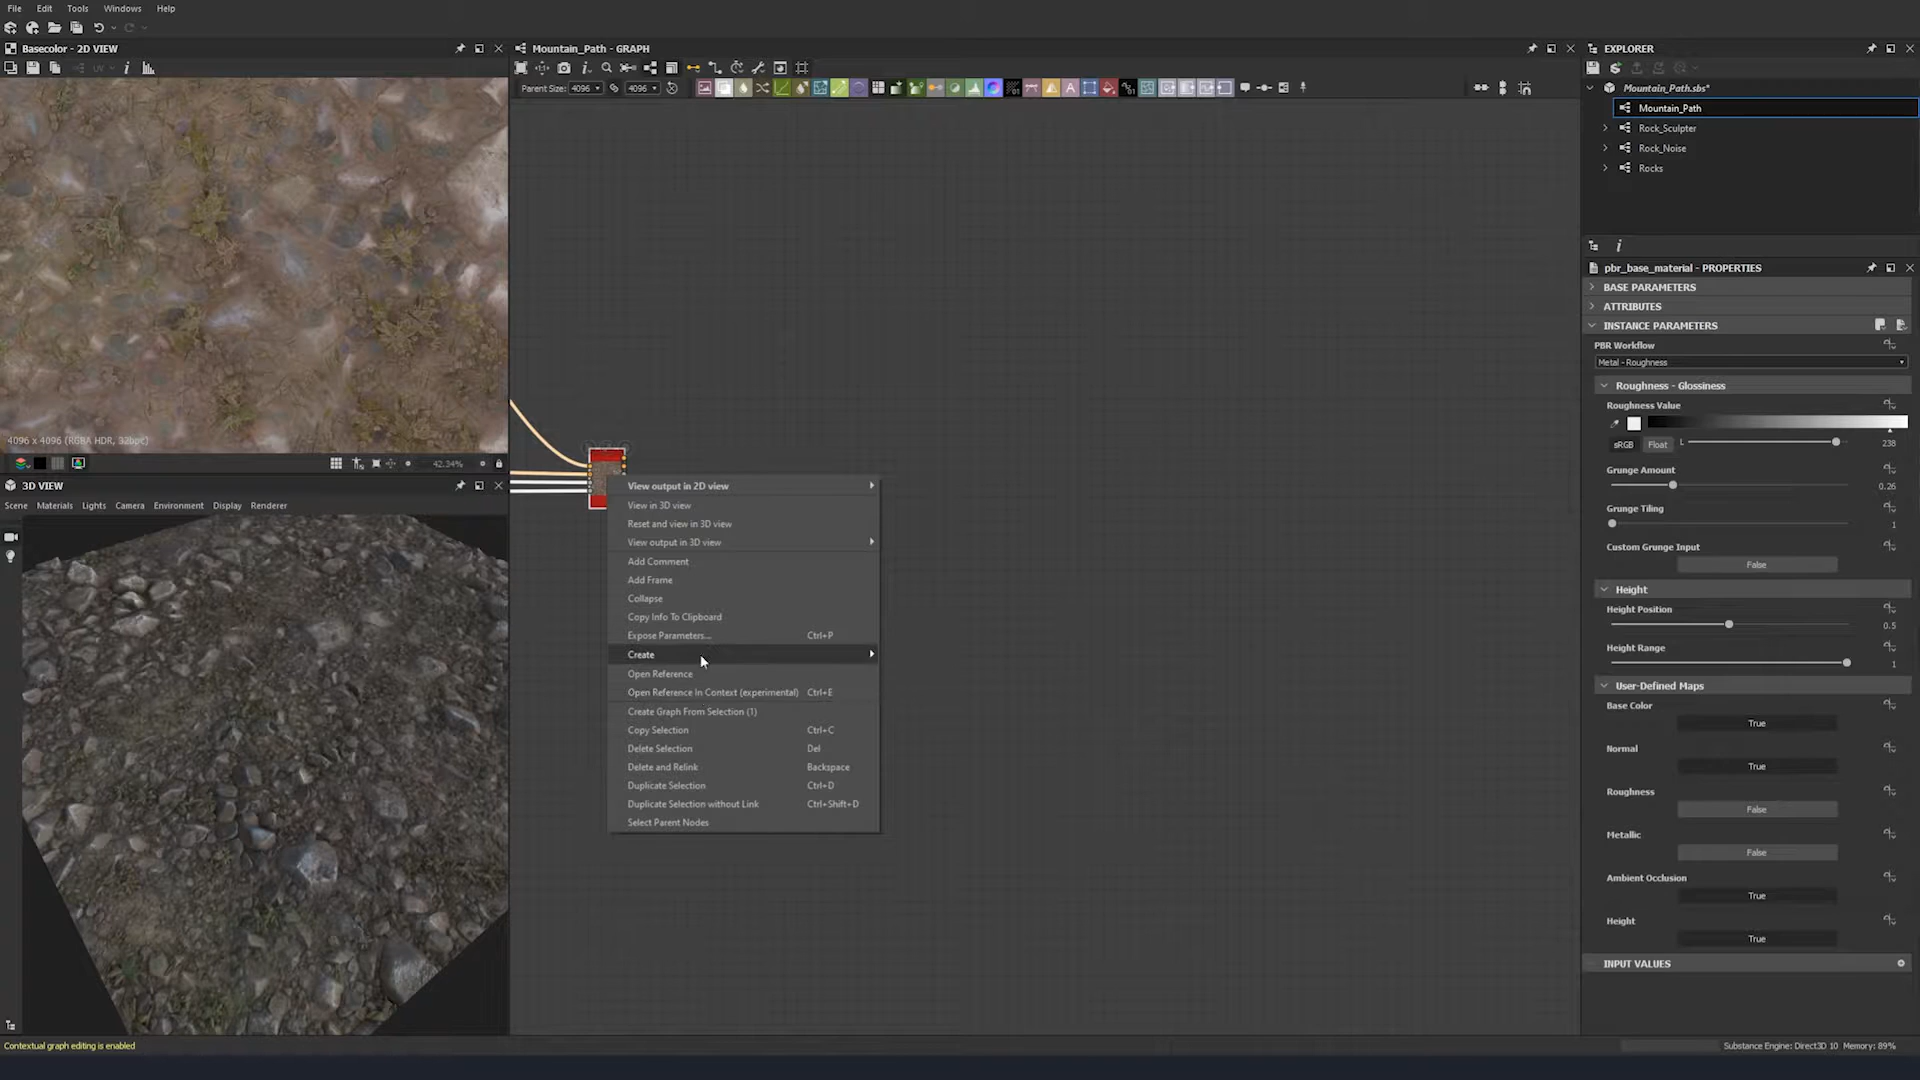 File Edit Tools Windows Help
Basecolor - 2D VIEW
4096 x 4096 (RGBA HDR, 32bpc)
42.34%
3D VIEW
Scene Materials Lights Camera Environment Display Renderer
Contextual graph editing is enabled
Mountain_Path - GRAPH
Parent Size: 4096 4096
View output in 2D view
View in 3D view
Reset and view in 3D view
View output in 3D view
Add Comment
Add Frame
Collapse
Copy Info To Clipboard
Expose Parameters... Ctrl+P
Create
Open Reference
Open Reference In Context (experimental) Ctrl+E
Create Graph From Selection (1)
Copy Selection Ctrl+C
Delete Selection Del
Delete and Relink Backspace
Duplicate Selection Ctrl+D
Duplicate Selection without Link Ctrl+Shift+D
Select Parent Nodes
EXPLORER
Mountain_Path.sbs*
Mountain_Path
Rock_Sculpter
Rock_Noise
Rocks
pbr_base_material - PROPERTIES
BASE PARAMETERS
ATTRIBUTES
INSTANCE PARAMETERS
PBR Workflow
Metal - Roughness
Roughness - Glossiness
Roughness Value
sRGB Float L 238
Grunge Amount
0.26
Grunge Tiling
1
Custom Grunge Input
False
Height
Height Position
0.5
Height Range
1
User-Defined Maps
Base Color
True
Normal
True
Roughness
False
Metallic
False
Ambient Occlusion
True
Height
True
INPUT VALUES
Substance Engine: Direct3D 10 Memory: 89%